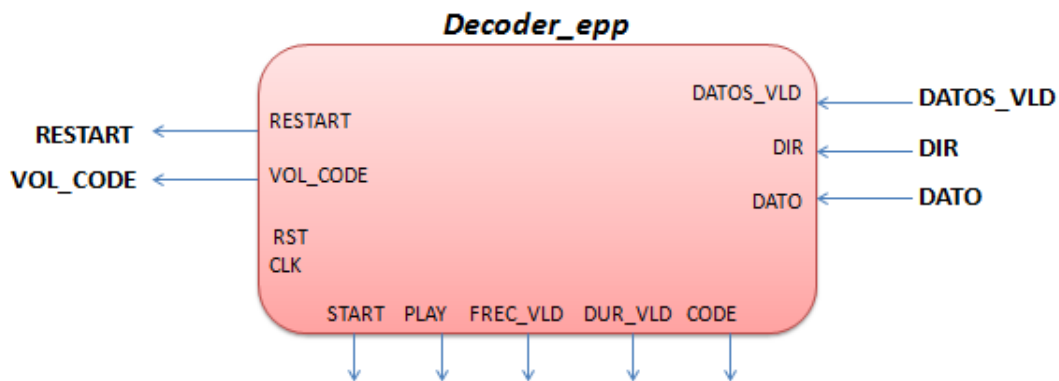 Decoder_epp
DATOS_VLD
DATOS_VLD
RESTART
RESTART
DIR
DIR
VOL_CODE
VOL_CODE
DATO
DATO
RST
CLK
START PLAY FREC_VLD DUR_VLD CODE